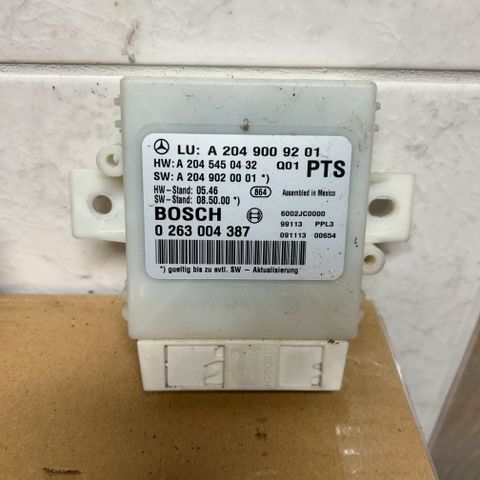 LU: A 204 900 92 01
HW: A 204 545 04 32 Q01 PTS
SW: A 204 902 00 01 *)
HW-Stand: 05.46
SW-Stand: 08.50.00 *)
864 Assembled in Mexico
BOSCH 6002JC0000
0 263 004 387 99113 PPL3
091113 00554
*) gueltig bis zu evtl. SW - Aktualisierung